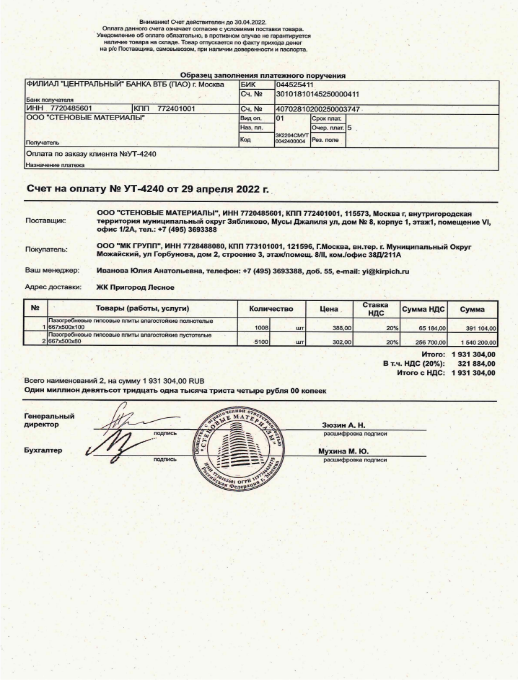 Внимание! Счет действителен до 30.04.2022.
Оплата данного счета означает согласие с условиями поставки товара.
Уведомление об оплате обязательно, в противном случае не гарантируется
наличие товара на складе. Товар отпускается по факту прихода денег
на р/с Поставщика, самовывозом, при наличии доверенности и паспорта.
Образец заполнения платежного поручения
ФИЛИАЛ "ЦЕНТРАЛЬНЫЙ" БАНКА ВТБ (ПАО) г. Москва БИК 044525411
Сч. № 30101810145250000411
Банк получателя
ИНН 7720485601 КПП 772401001 Сч. № 40702810200250003747
ООО "СТЕНОВЫЕ МАТЕРИАЛЫ" Вид оп. 01 Срок плат.
Наз. пл. Очер. плат. 5
Получатель Код Рез. поле
Оплата по заказу клиента №УТ-4240
Назначение платежа
Счет на оплату № УТ-4240 от 29 апреля 2022 г.
ООО "СТЕНОВЫЕ МАТЕРИАЛЫ", ИНН 7720485601, КПП 772401001, 115573, Москва г, внутригородская
Поставщик: территория муниципальный округ Зябликово, Мусы Джалиля ул, дом № 8, корпус 1, этаж1, помещение VI,
офис 1/2А, тел.: +7 (495) 3693388
Покупатель: ООО "МК ГРУПП", ИНН 7728488080, КПП 773101001, 121596, Г.Москва, вн.тер. г. Муниципальный Округ
Можайский, ул Горбунова, дом 2, строение 3, этаж/помещ. 8/II, ком./офис 38Д/211А
Ваш менеджер: Иванова Юлия Анатольевна, телефон: +7 (495) 3693388, доб. 55, e-mail: yi@kirpich.ru
Адрес доставки: ЖК Пригород Лесное
№ Товары (работы, услуги) Количество Цена Ставка НДС Сумма НДС Сумма
Пазогребневые гипсовые плиты влагостойкие полнотелые
1 667х500х100 1008 шт 388,00 20% 65 184,00 391 104,00
Пазогребневые гипсовые плиты влагостойкие пустотелые
2 667х500х80 5100 шт 302,00 20% 256 700,00 1 540 200,00
Итого: 1 931 304,00
В т.ч. НДС (20%): 321 884,00
Итого с НДС: 1 931 304,00
Всего наименований 2, на сумму 1 931 304,00 RUB
Один миллион девятьсот тридцать одна тысяча триста четыре рубля 00 копеек
Генеральный
директор Зюзин А. Н.
подпись расшифровка подписи
Бухгалтер Мухина М. Ю.
подпись расшифровка подписи
"СТЕНОВЫЕ МАТЕРИАЛЫ"